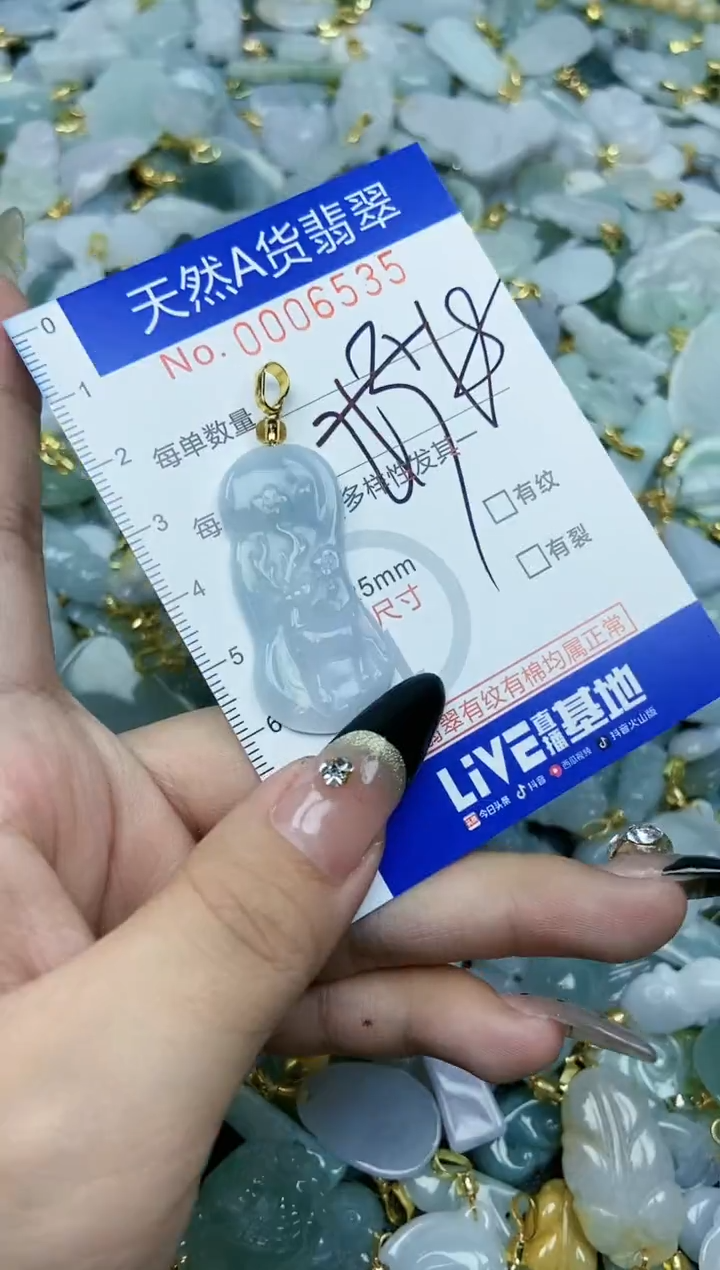 天然A货翡翠
No. 0006535
每单数量
每
多样性发其一
有纹
有裂
5mm
尺寸
翡翠有纹有棉均属正常
LiVE直播基地
今日头条 抖音 西瓜视频 抖音火山版
0
1
2
3
4
5
6